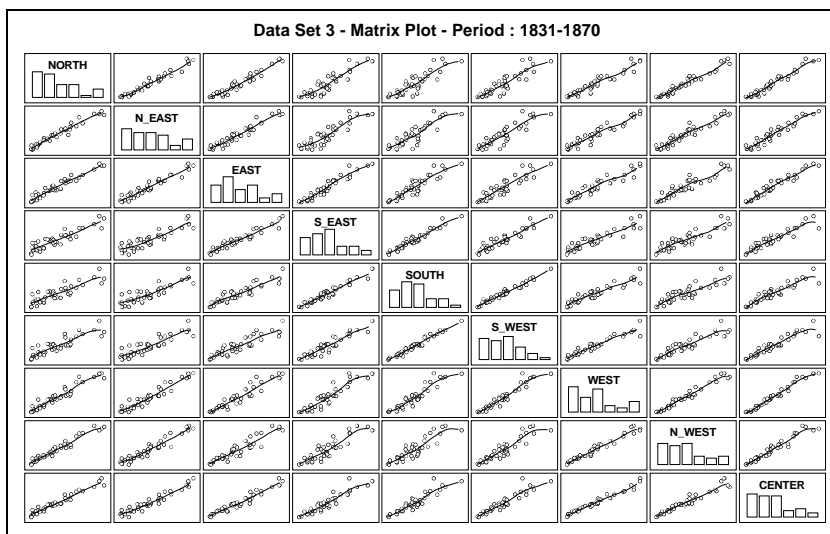 Data Set 3 - Matrix Plot - Period : 1831-1870
NORTH
N_EAST
EAST
S_EAST
SOUTH
S_WEST
WEST
N_WEST
CENTER